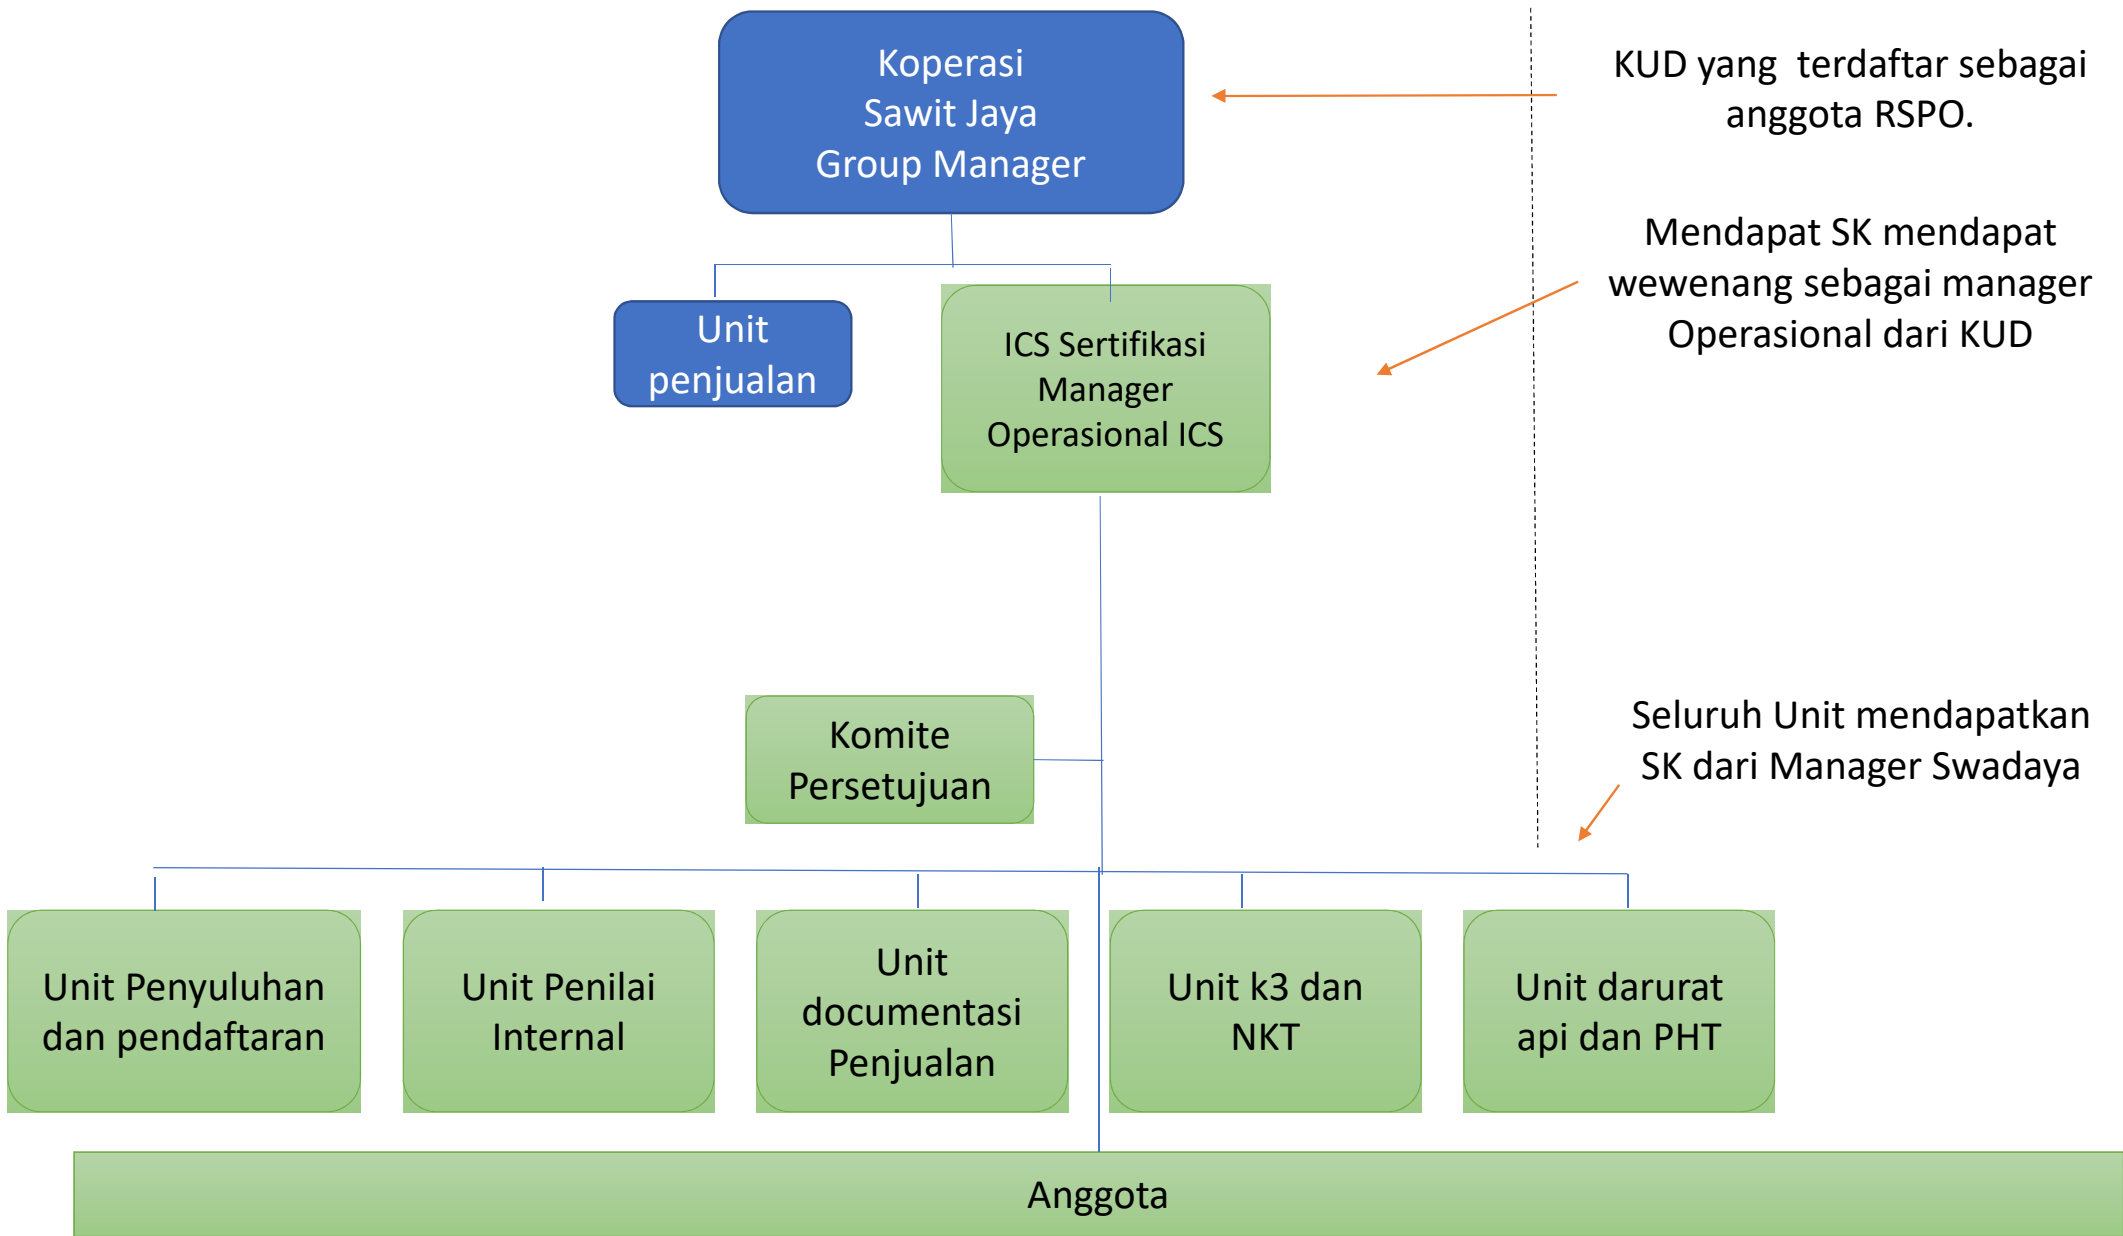 Koperasi
Sawit Jaya
Group Manager
KUD yang  terdaftar sebagai
anggota RSPO.
Mendapat SK mendapat
wewenang sebagai manager
Operasional dari KUD
Unit
penjualan
ICS Sertifikasi
Manager
Operasional ICS
Komite
Persetujuan
Seluruh Unit mendapatkan
SK dari Manager Swadaya
Unit Penyuluhan
dan pendaftaran
Unit Penilai
Internal
Unit
documentasi
Penjualan
Unit k3 dan
NKT
Unit darurat
api dan PHT
Anggota